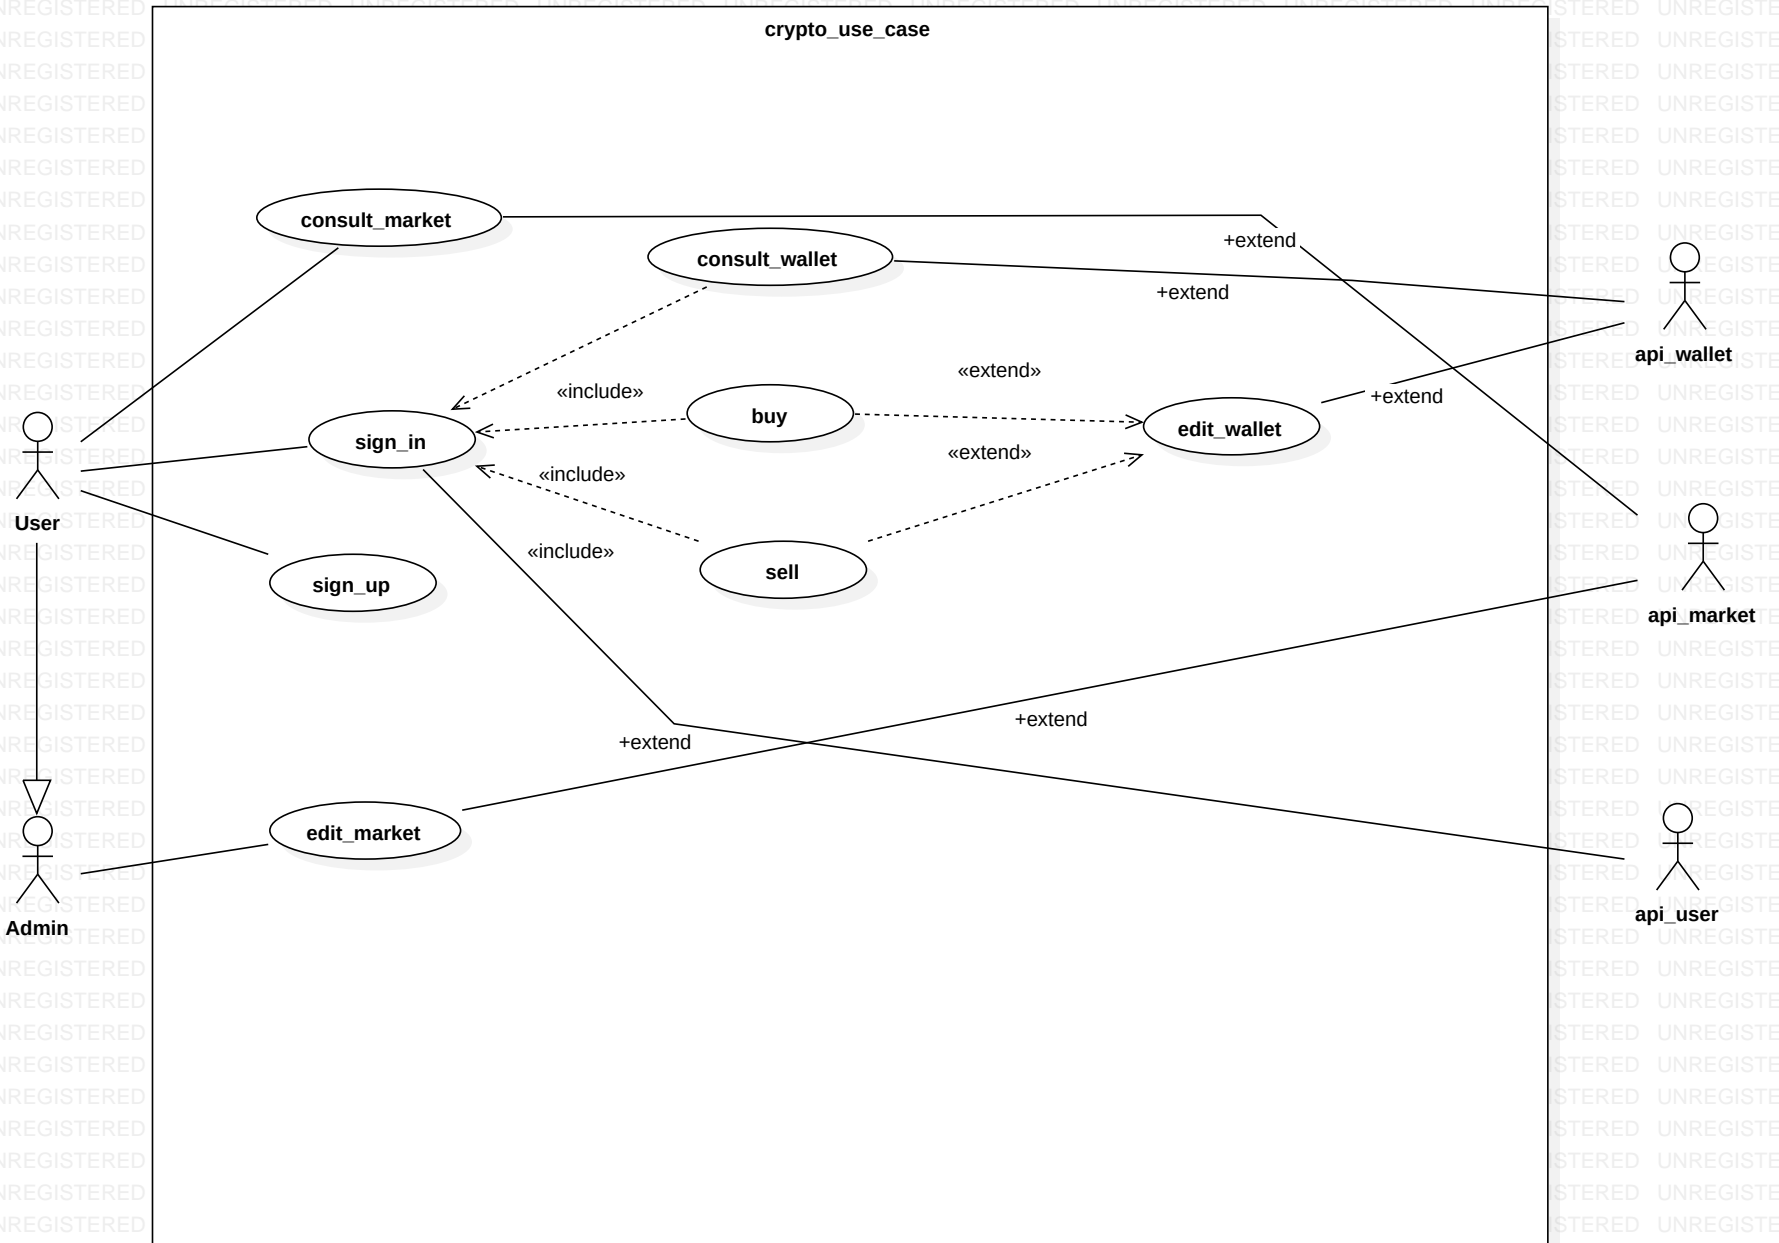 crypto_use_case
consult_market
+extend
consult_wallet
+extend
api_wallet
«include»
buy
«extend»
+extend
sign_in
edit_wallet
«include»
«extend»
User
«include»
sell
sign_up
api_market
+extend
+extend
edit_market
Admin
api_user
UNREGISTERED